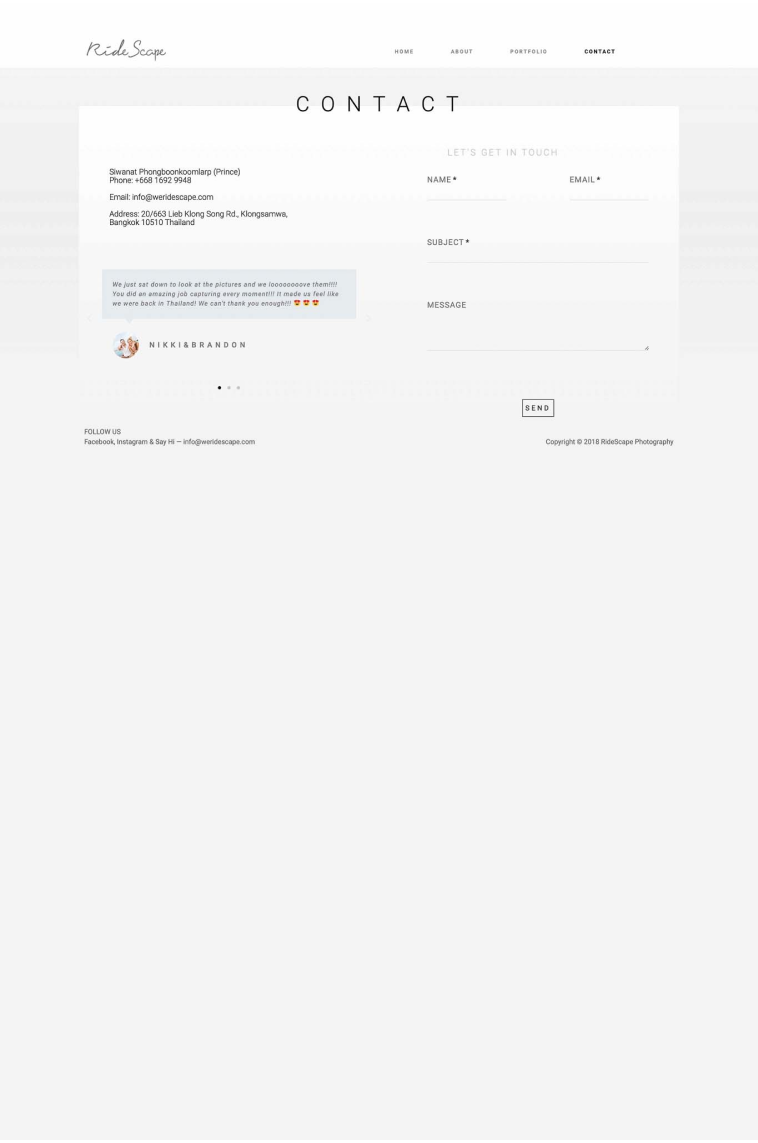 RideScape
HOME ABOUT PORTFOLIO CONTACT
CONTACT
Siwanat Phongboonkoomlarp (Prince)
Phone: +668 1692 9948
Email: info@weridescape.com
Address: 20/663 Lieb Klong Song Rd., Klongsamwa,
Bangkok 10510 Thailand
We just sat down to look at the pictures and we looooooove them!!!!
You did an amazing job capturing every moment!!! It made us feel like
we were back in Thailand! We can't thank you enough!!! 😍 😍 😍
NIKKI&BRANDON
LET'S GET IN TOUCH
NAME *
EMAIL *
SUBJECT *
MESSAGE
SEND
FOLLOW US
Facebook, Instagram & Say Hi — info@weridescape.com
Copyright © 2018 RideScape Photography